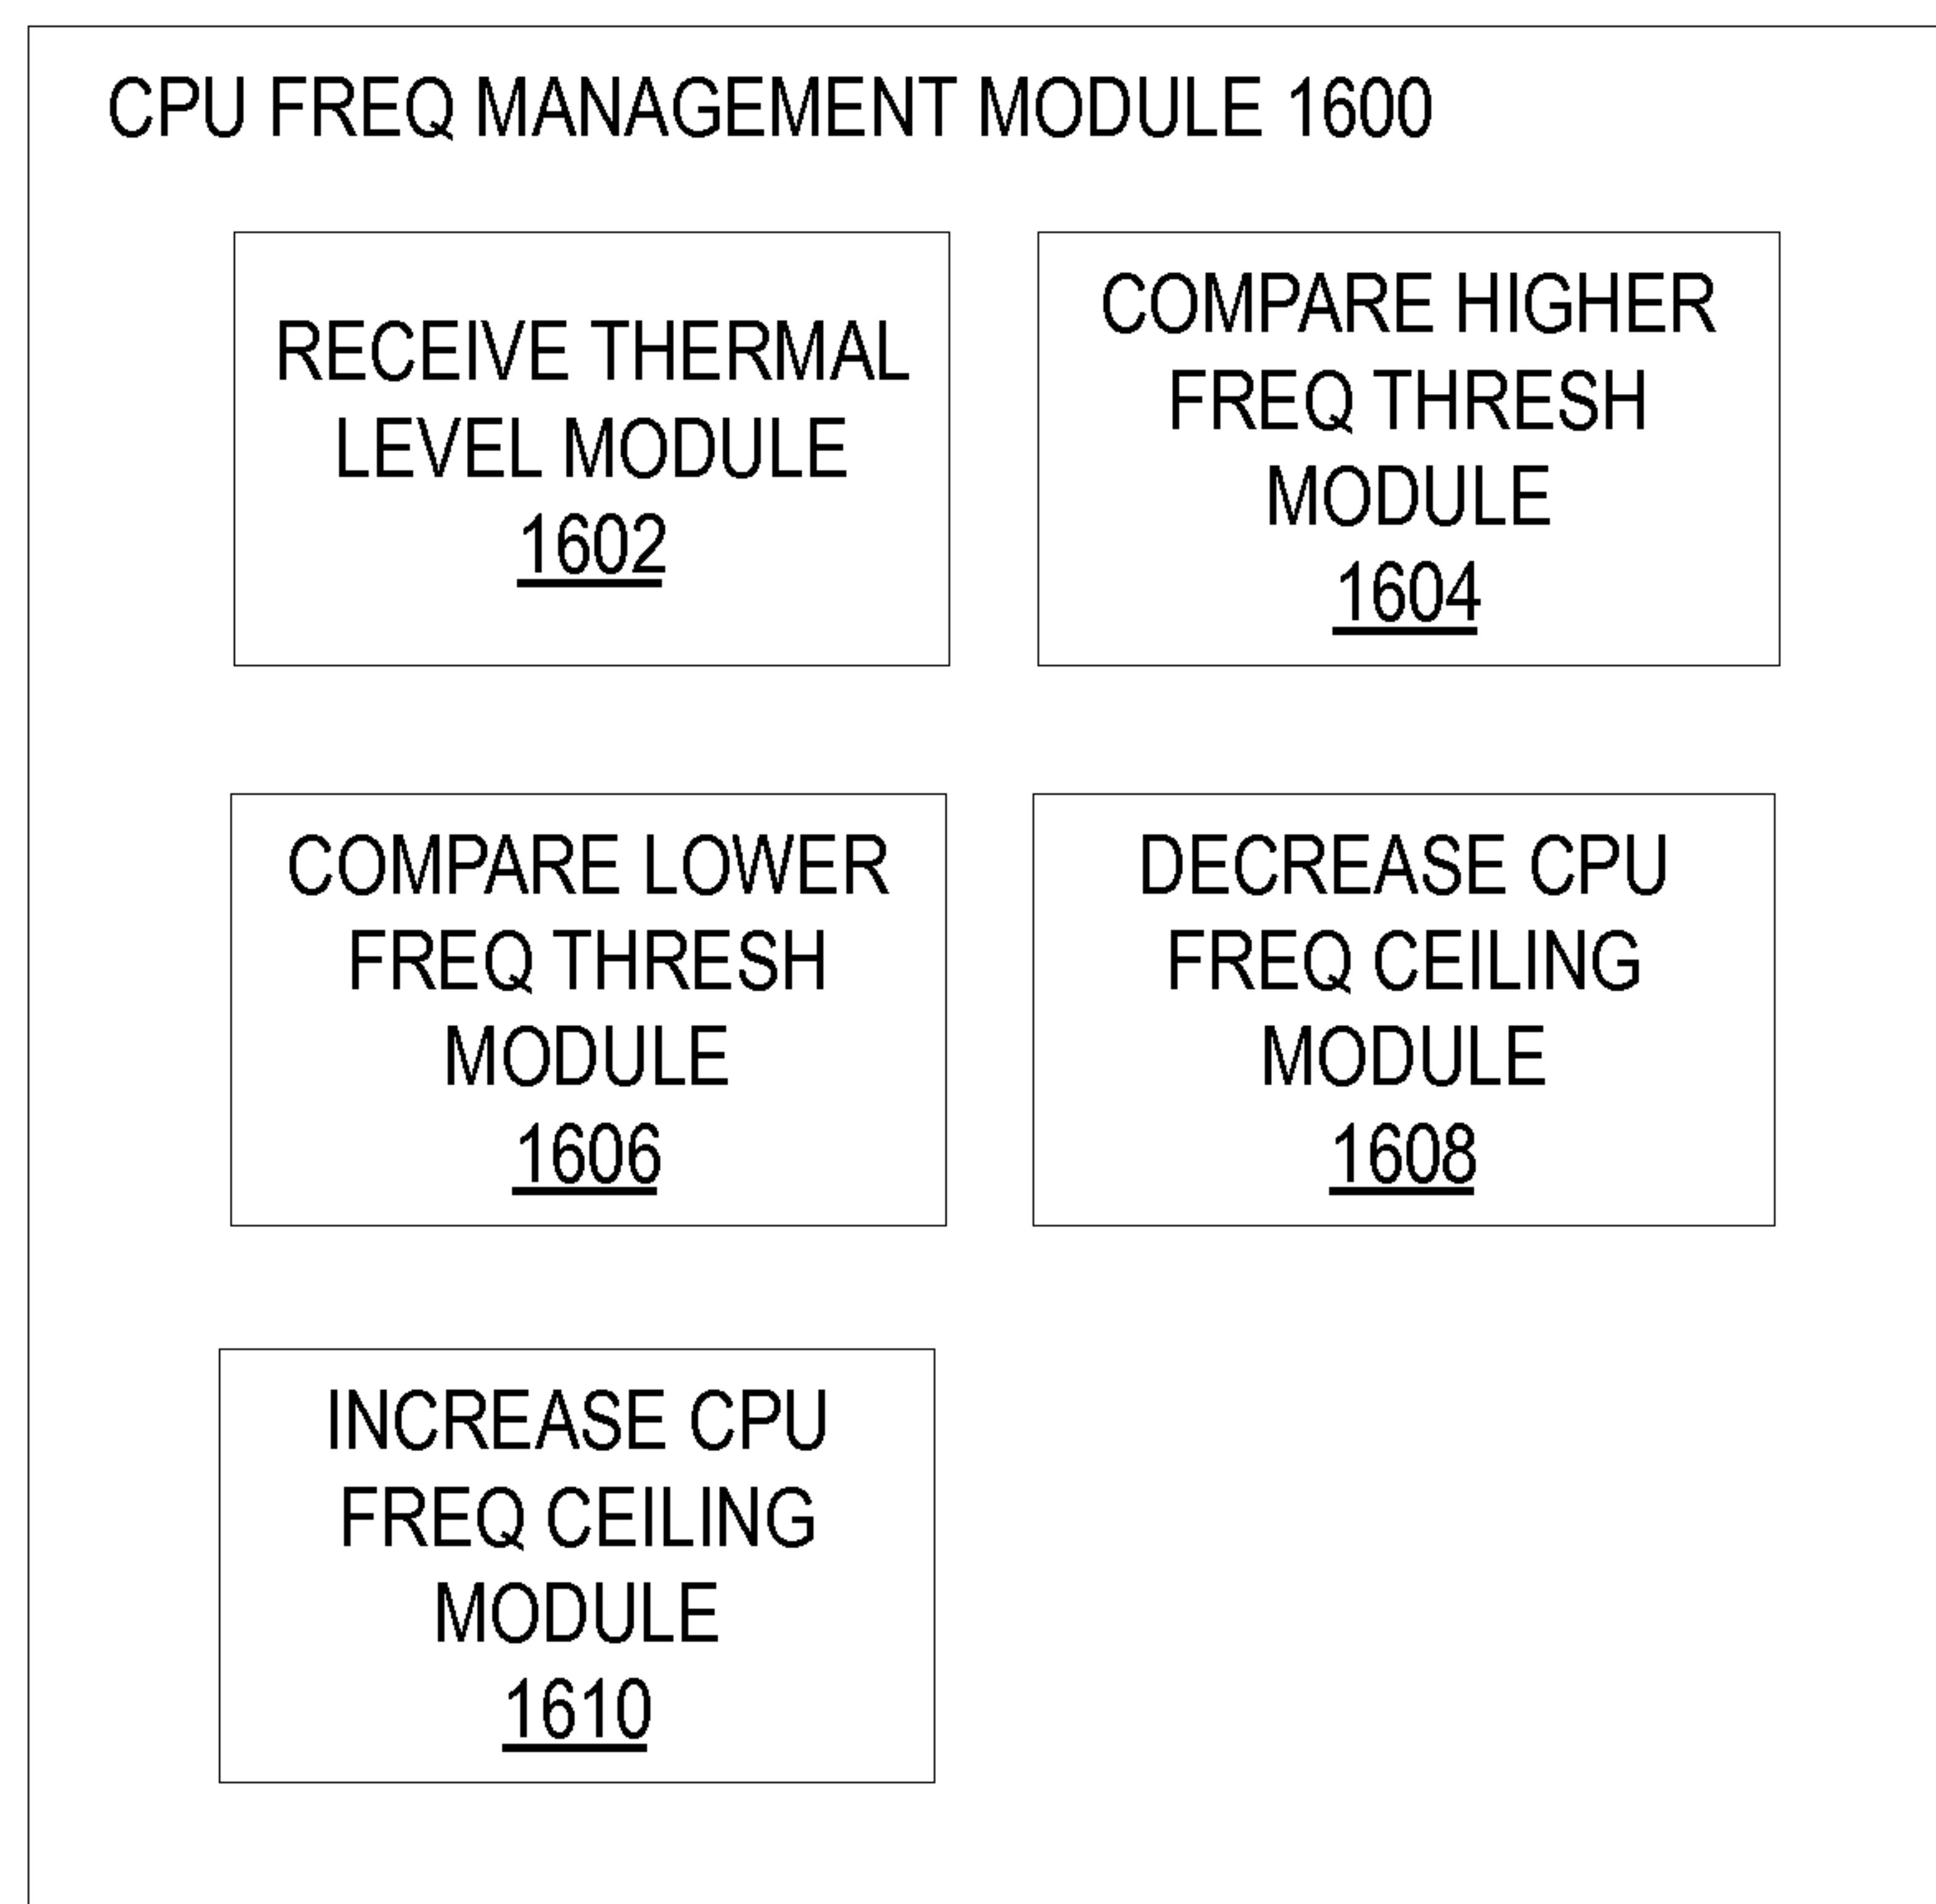 CPU FREQ MANAGEMENT MODULE 1600
RECEIVE THERMAL
LEVEL MODULE
1602
COMPARE HIGHER
FREQ THRESH
MODULE
1604
COMPARE LOWER
FREQ THRESH
MODULE
1606
DECREASE CPU
FREQ CEILING
MODULE
1608
INCREASE CPU
FREQ CEILING
MODULE
1610